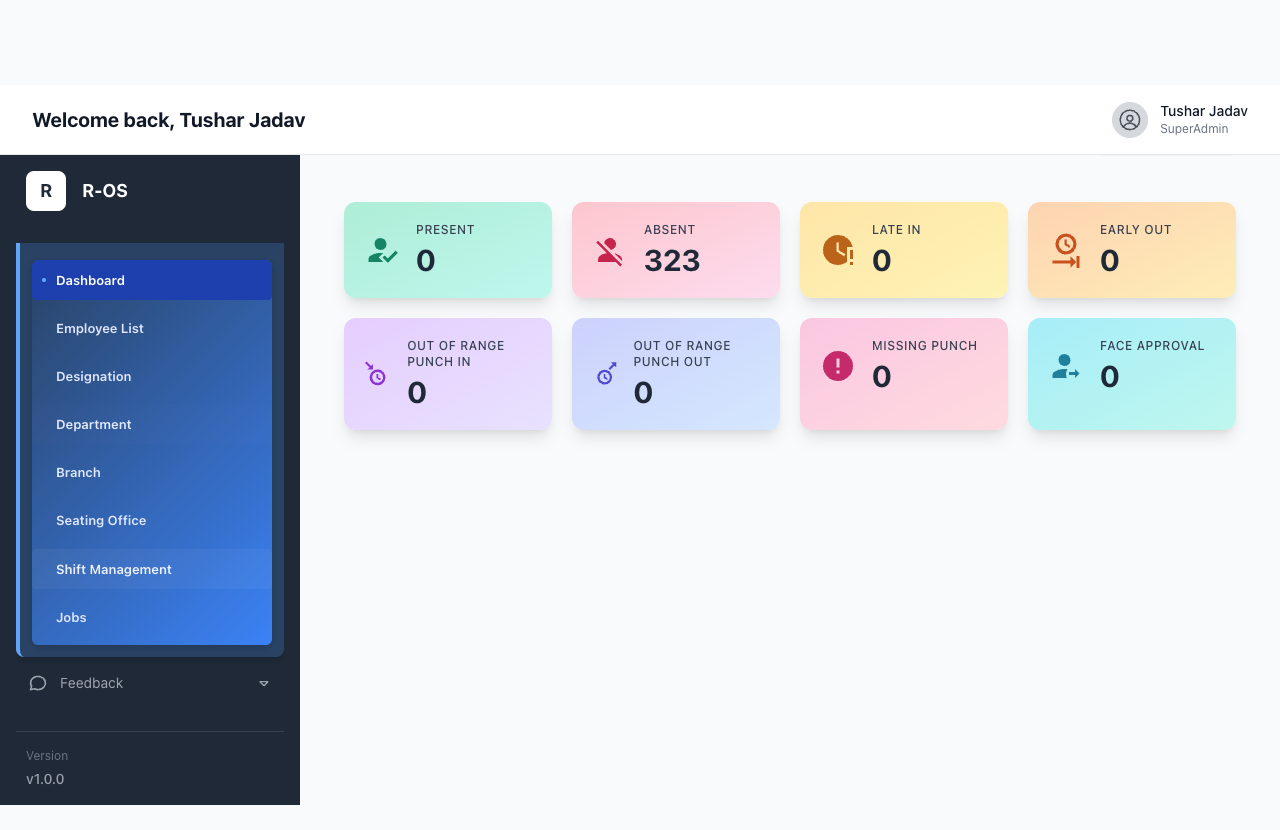 Welcome back, Tushar Jadav
Tushar Jadav
SuperAdmin
R
R-OS
Dashboard
Employee List
Designation
Department
Branch
Seating Office
Shift Management
Jobs
Feedback
Version
v1.0.0
PRESENT
0
ABSENT
323
LATE IN
0
EARLY OUT
0
OUT OF RANGE
PUNCH IN
0
OUT OF RANGE
PUNCH OUT
0
MISSING PUNCH
0
FACE APPROVAL
0